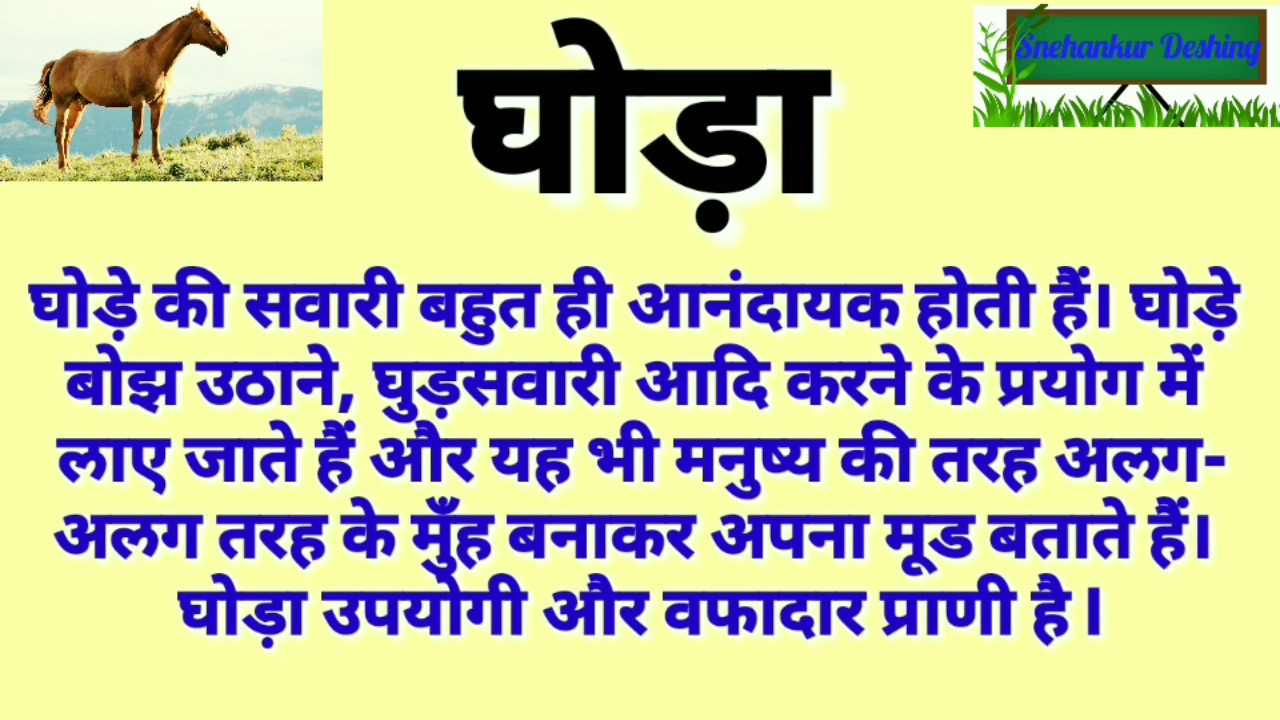 Snehankur Deshing
घोड़ा
घोड़े की सवारी बहुत ही आनंदायक होती हैं। घोड़े
बोझ उठाने, घुड़सवारी आदि करने के प्रयोग में
लाए जाते हैं और यह भी मनुष्य की तरह अलग-
अलग तरह के मुँह बनाकर अपना मूड बताते हैं।
घोड़ा उपयोगी और वफादार प्राणी है।